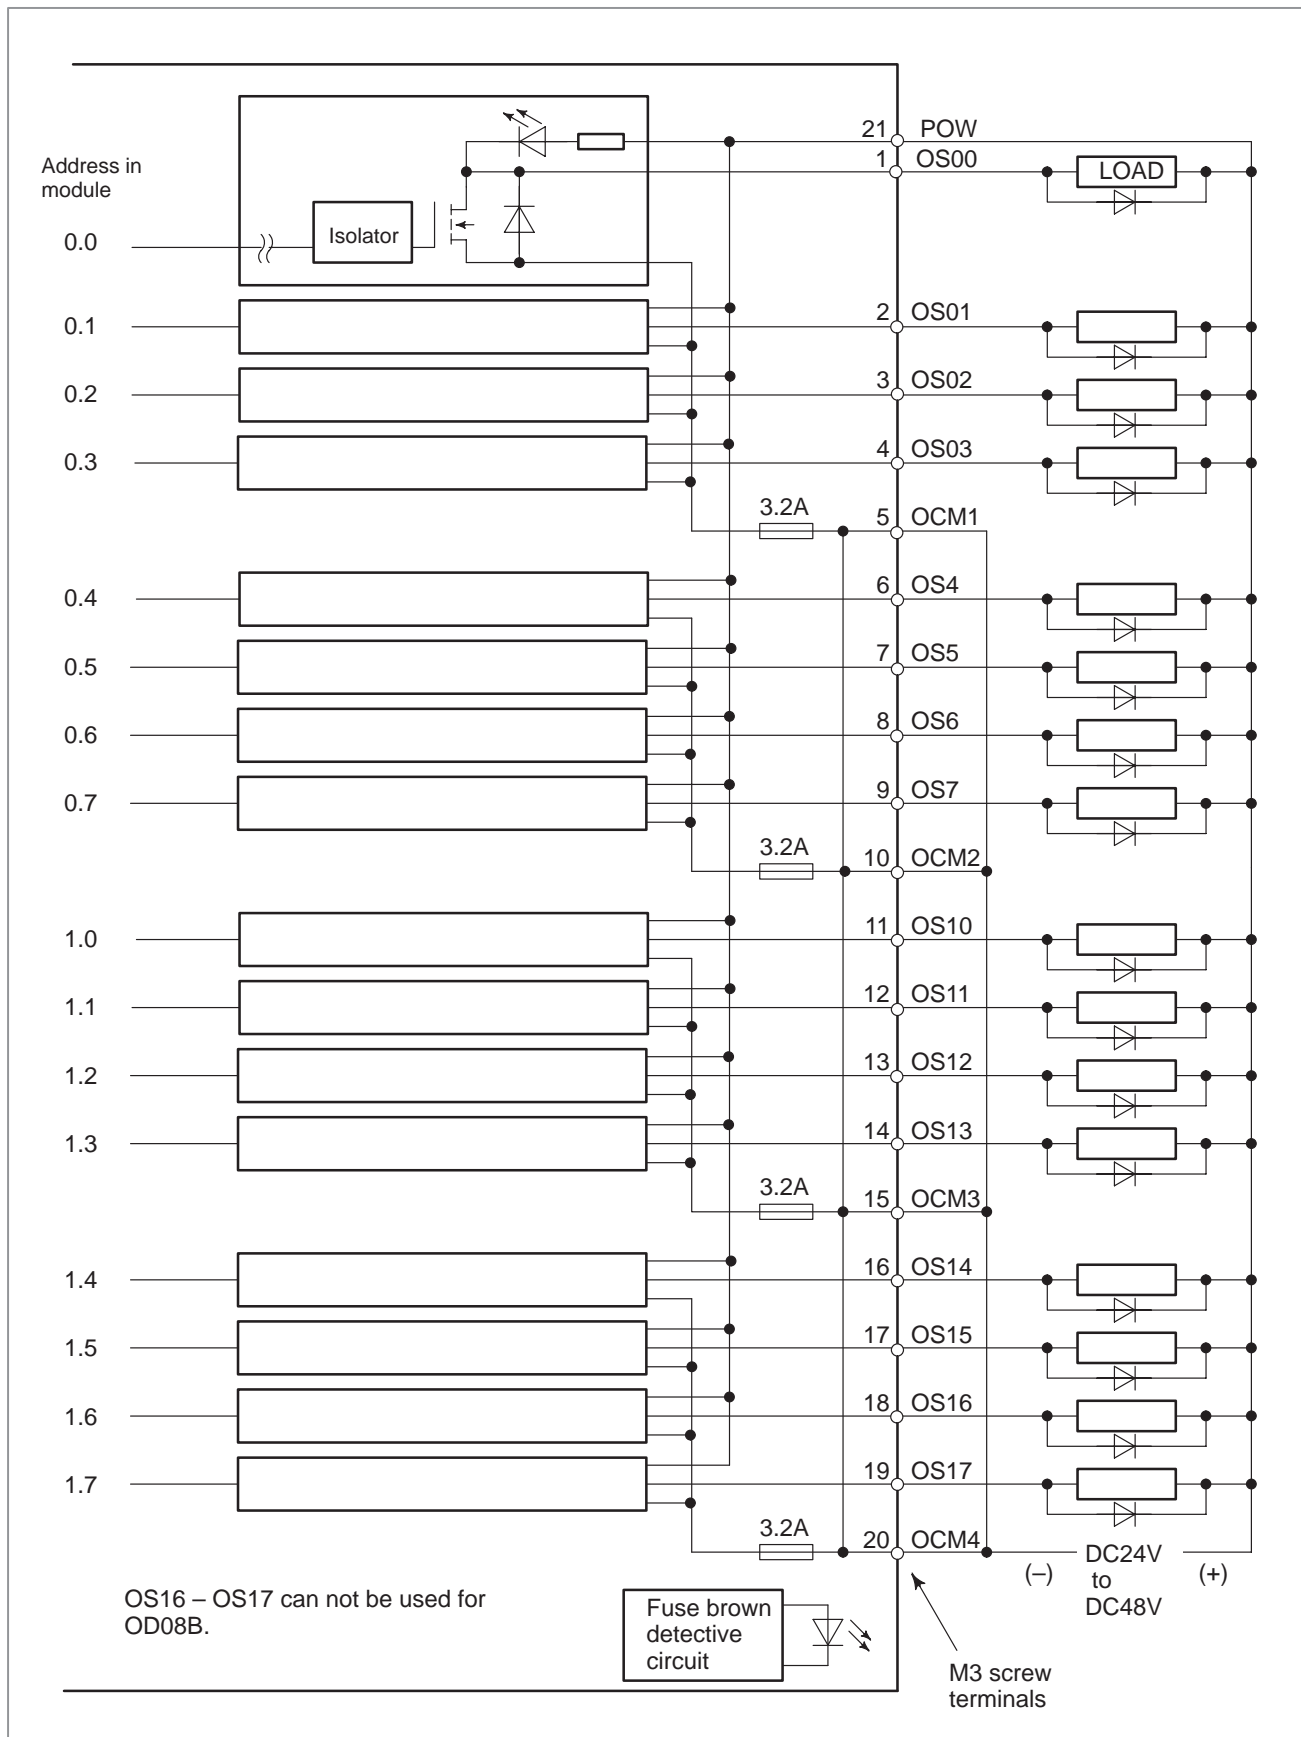 21 POW
1 OS00
LOAD
Address in
module
0.0
Isolator
0.1
2 OS01
0.2
3 OS02
0.3
4 OS03
3.2A
5 OCM1
0.4
6 OS4
0.5
7 OS5
0.6
8 OS6
0.7
9 OS7
3.2A
10 OCM2
1.0
11 OS10
1.1
12 OS11
1.2
13 OS12
1.3
14 OS13
3.2A
15 OCM3
1.4
16 OS14
1.5
17 OS15
1.6
18 OS16
1.7
19 OS17
3.2A
20 OCM4
(–)
DC24V
to
DC48V
(+)
OS16 – OS17 can not be used for
OD08B.
Fuse brown
detective
circuit
M3 screw
terminals